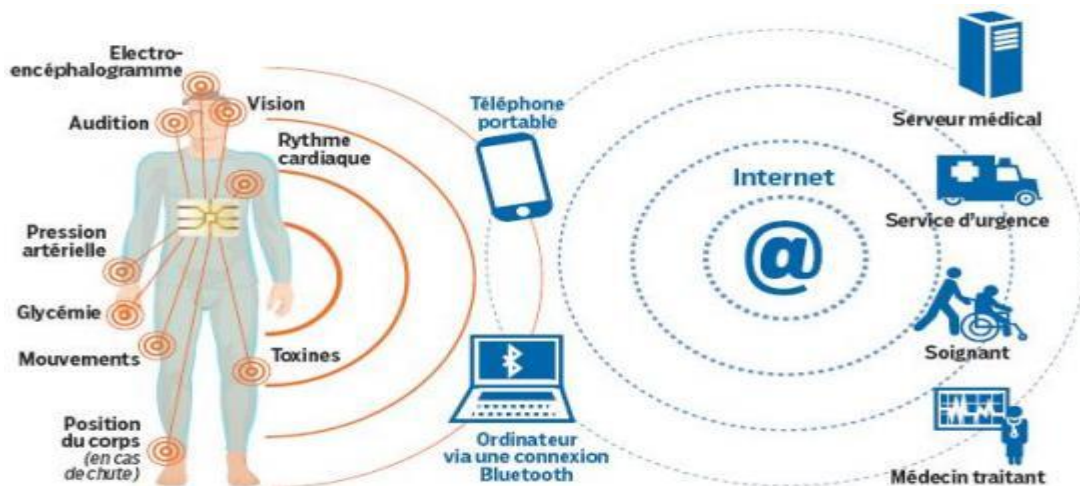 Electro-
encéphalogramme
Audition
Vision
Rythme
cardiaque
Pression
artérielle
Glycémie
Mouvements
Toxines
Position
du corps
(en cas
de chute)
Téléphone
portable
Ordinateur
via une connexion
Bluetooth
Internet
@
Serveur médical
Service d'urgence
Soignant
Médecin traitant